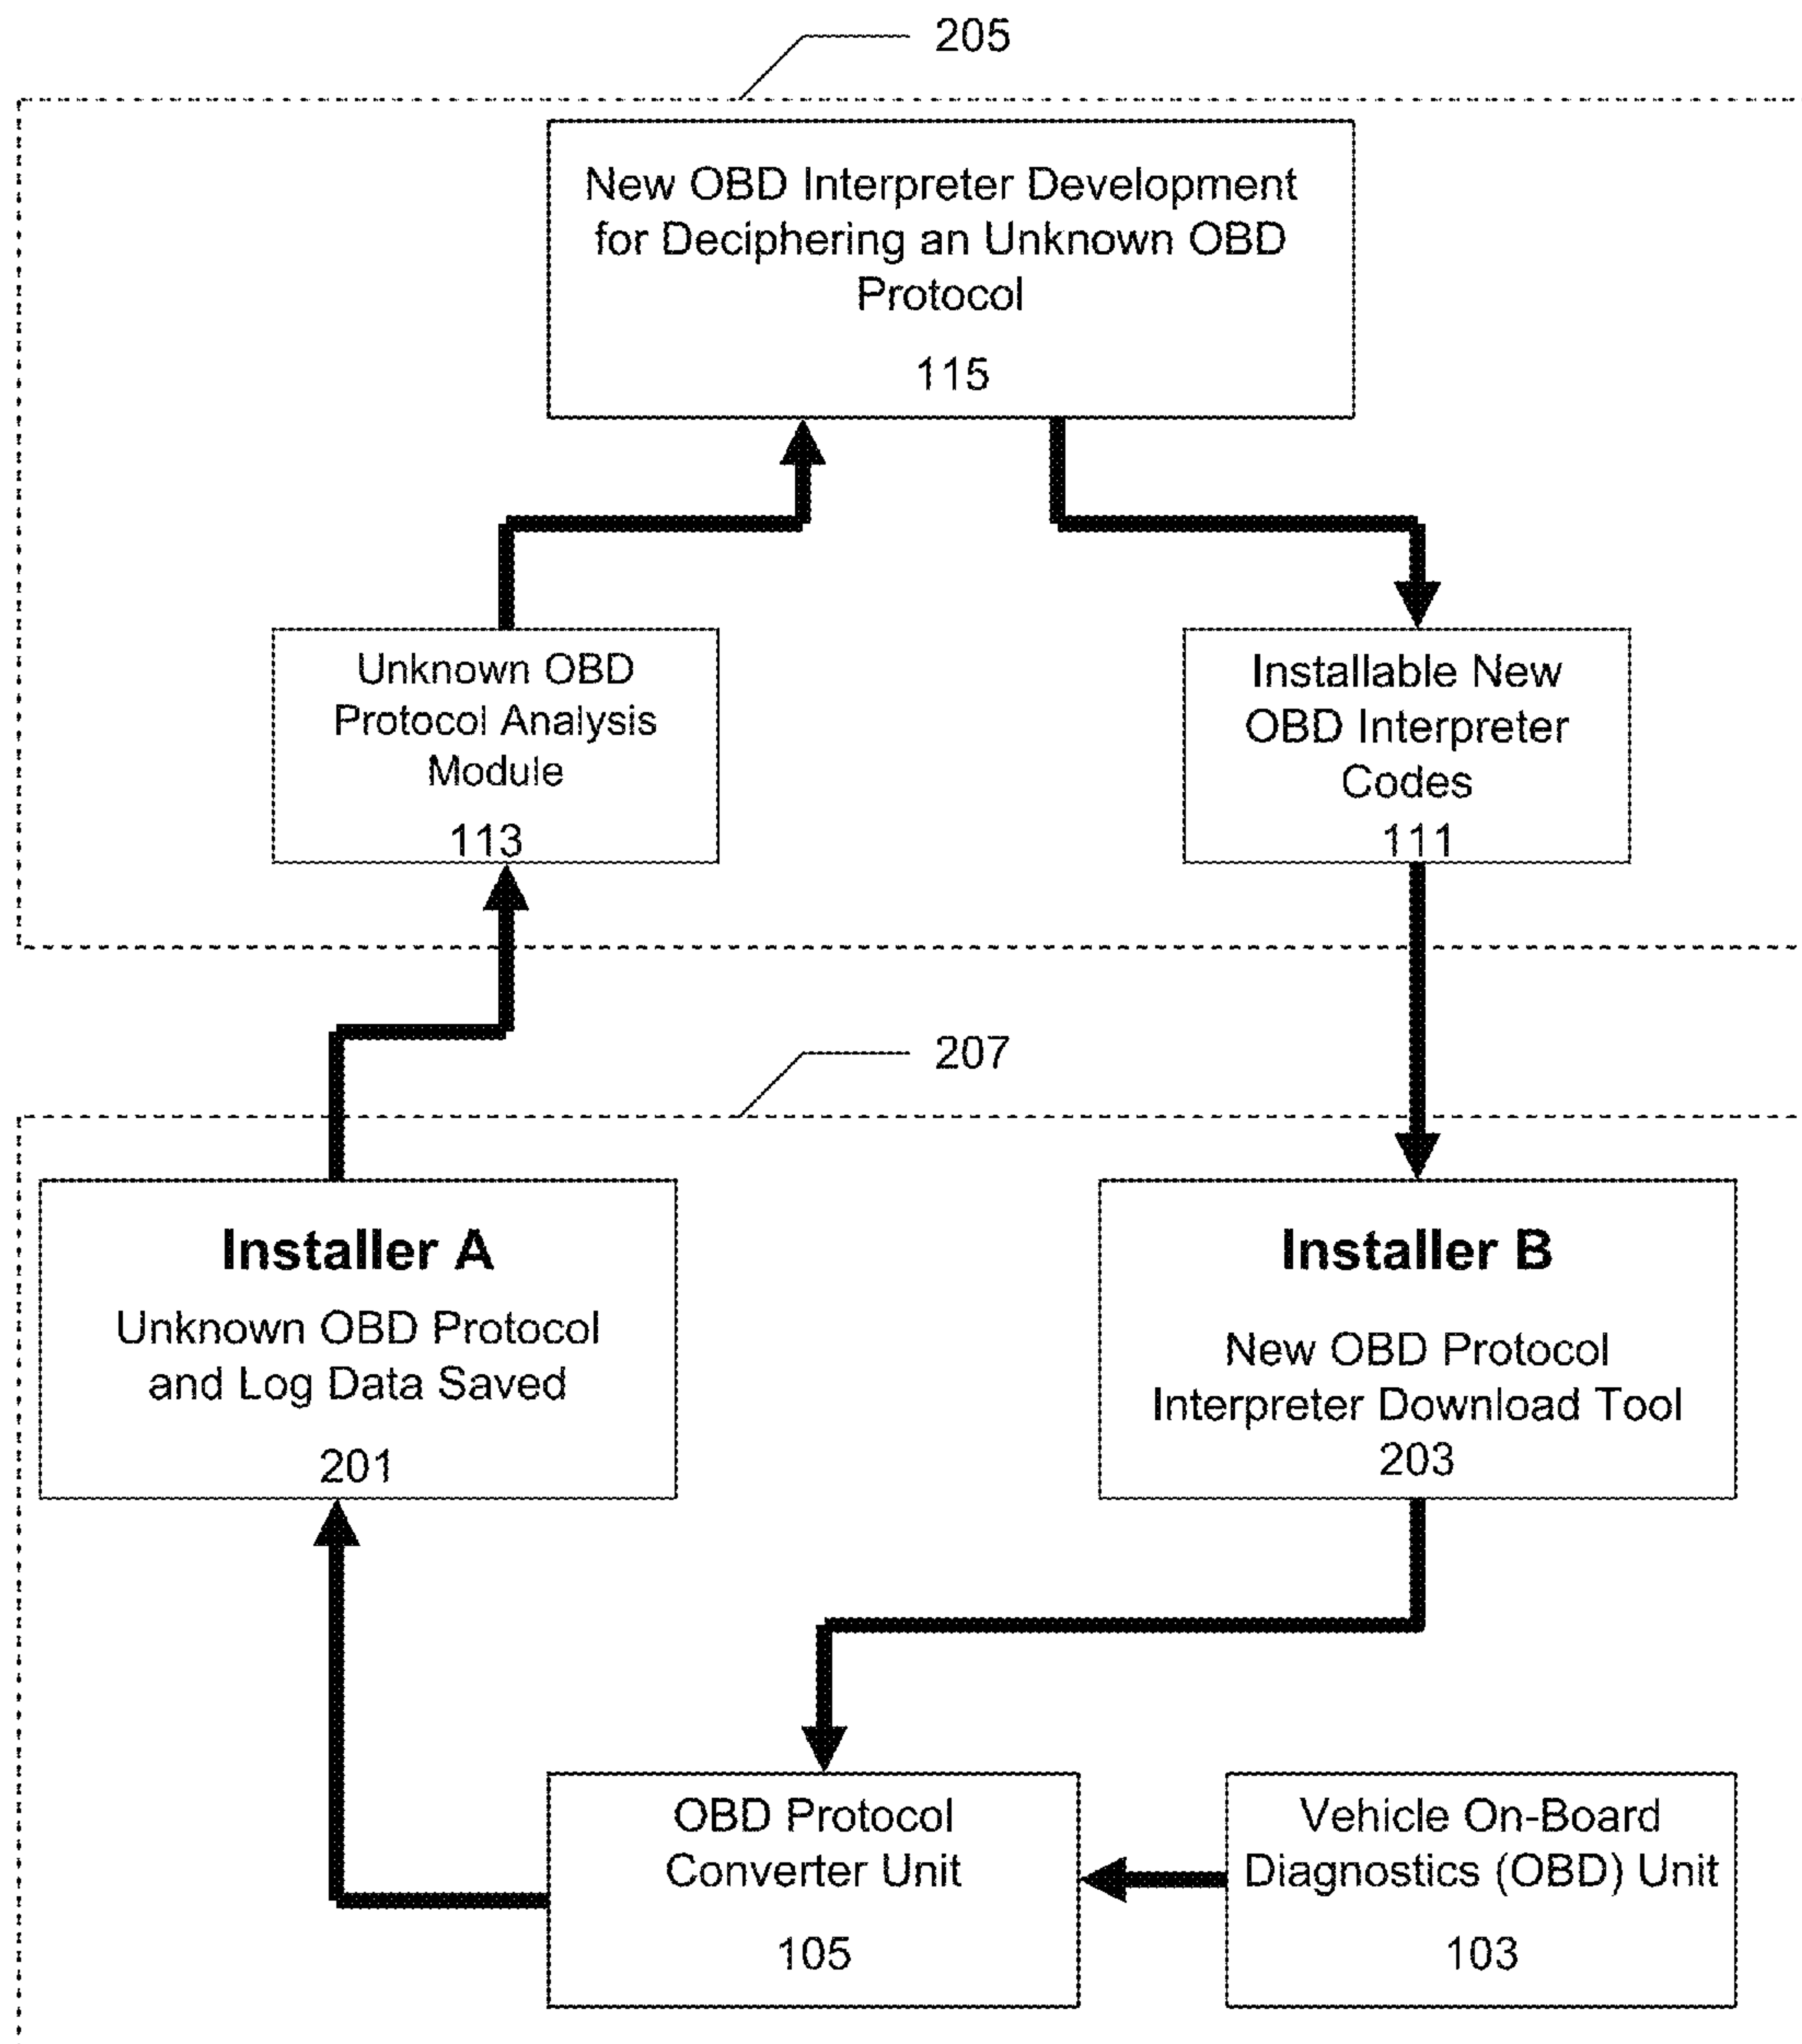 205
New OBD Interpreter Development
for Deciphering an Unknown OBD
Protocol
115
Unknown OBD
Protocol Analysis
Module
113
Installable New
OBD Interpreter
Codes
111
207
Installer A
Unknown OBD Protocol
and Log Data Saved
201
Installer B
New OBD Protocol
Interpreter Download Tool
203
OBD Protocol
Converter Unit
105
Vehicle On-Board
Diagnostics (OBD) Unit
103